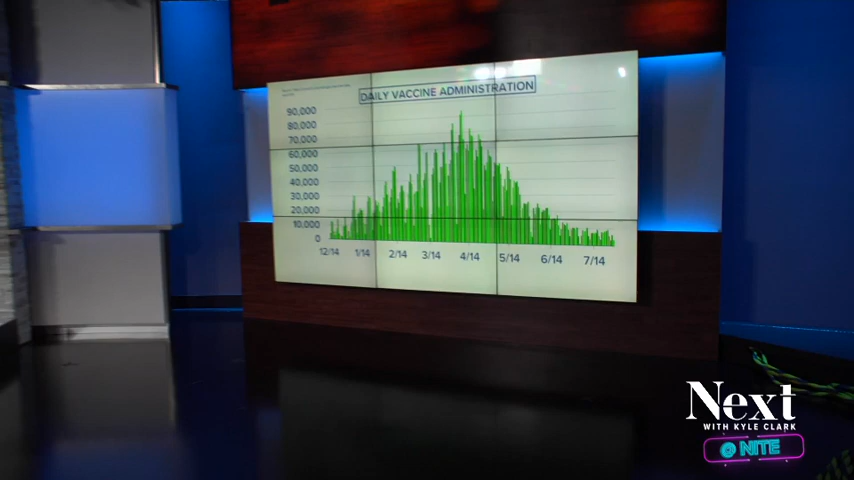 DAILY VACCINE ADMINISTRATION
90,000
80,000
70,000
60,000
50,000
40,000
30,000
20,000
10,000
0
12/14 1/14 2/14 3/14 4/14 5/14 6/14 7/14
Next
WITH KYLE CLARK
NITE